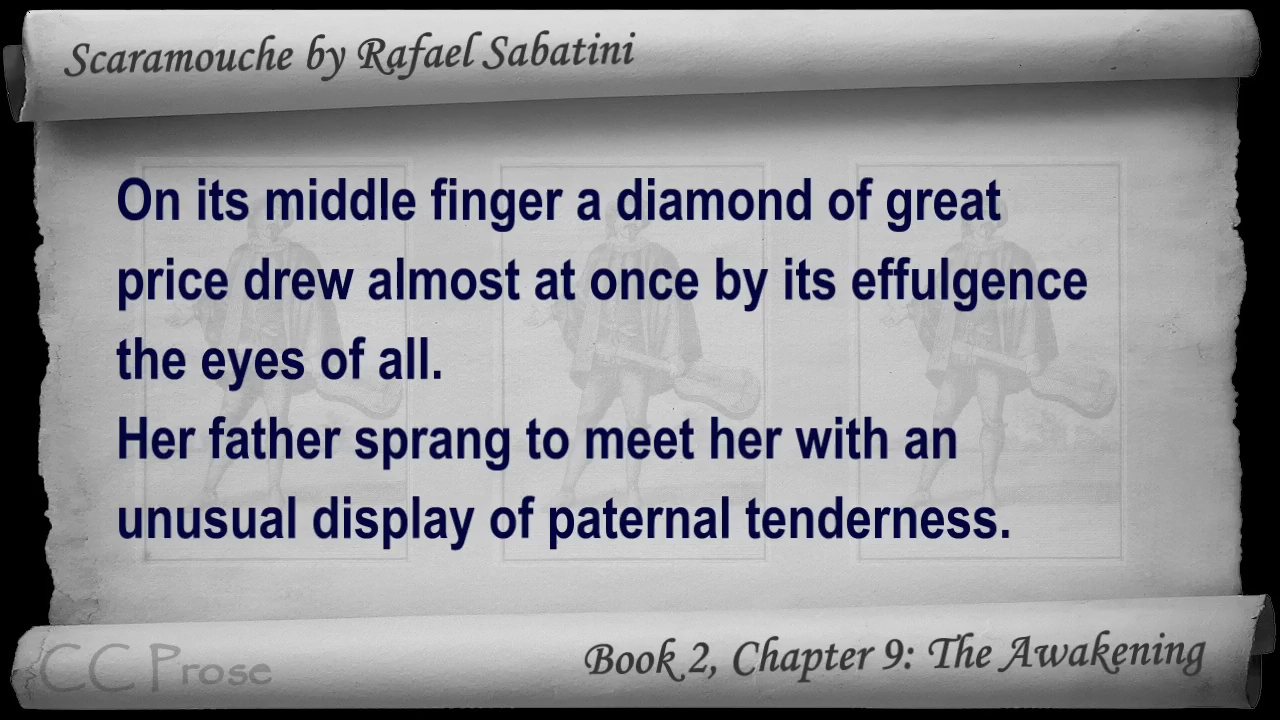 Scaramouche by Rafael Sabatini
On its middle finger a diamond of great
price drew almost at once by its effulgence
the eyes of all.
Her father sprang to meet her with an
unusual display of paternal tenderness.
CC Prose
Book 2, Chapter 9: The Awakening